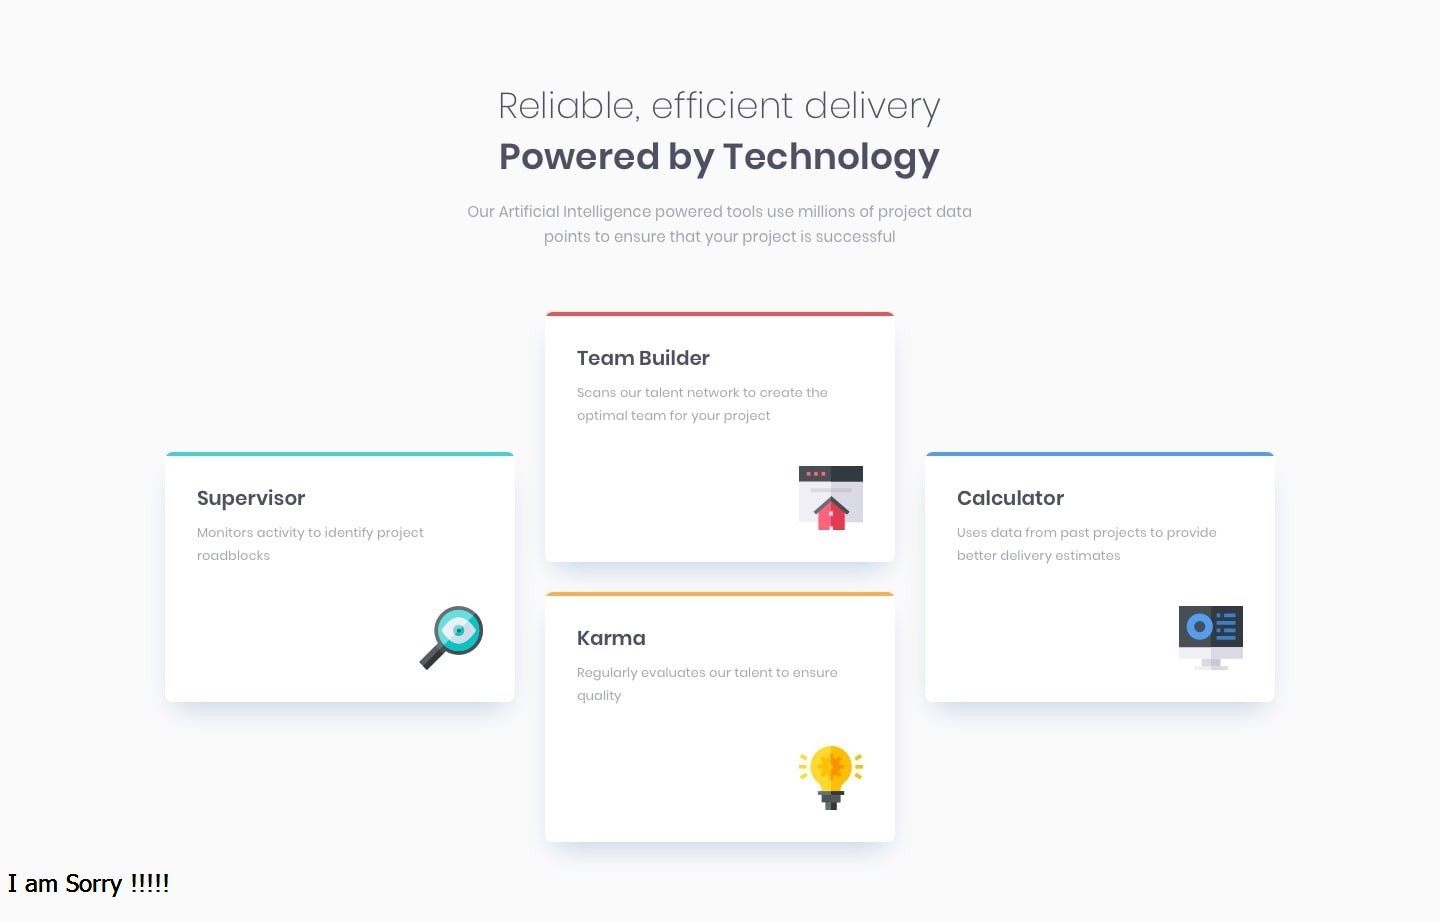 Reliable, efficient delivery
Powered by Technology
Our Artificial Intelligence powered tools use millions of project data
points to ensure that your project is successful
Supervisor
Monitors activity to identify project
roadblocks
Team Builder
Scans our talent network to create the
optimal team for your project
Karma
Regularly evaluates our talent to ensure
quality
Calculator
Uses data from past projects to provide
better delivery estimates
I am Sorry !!!!!